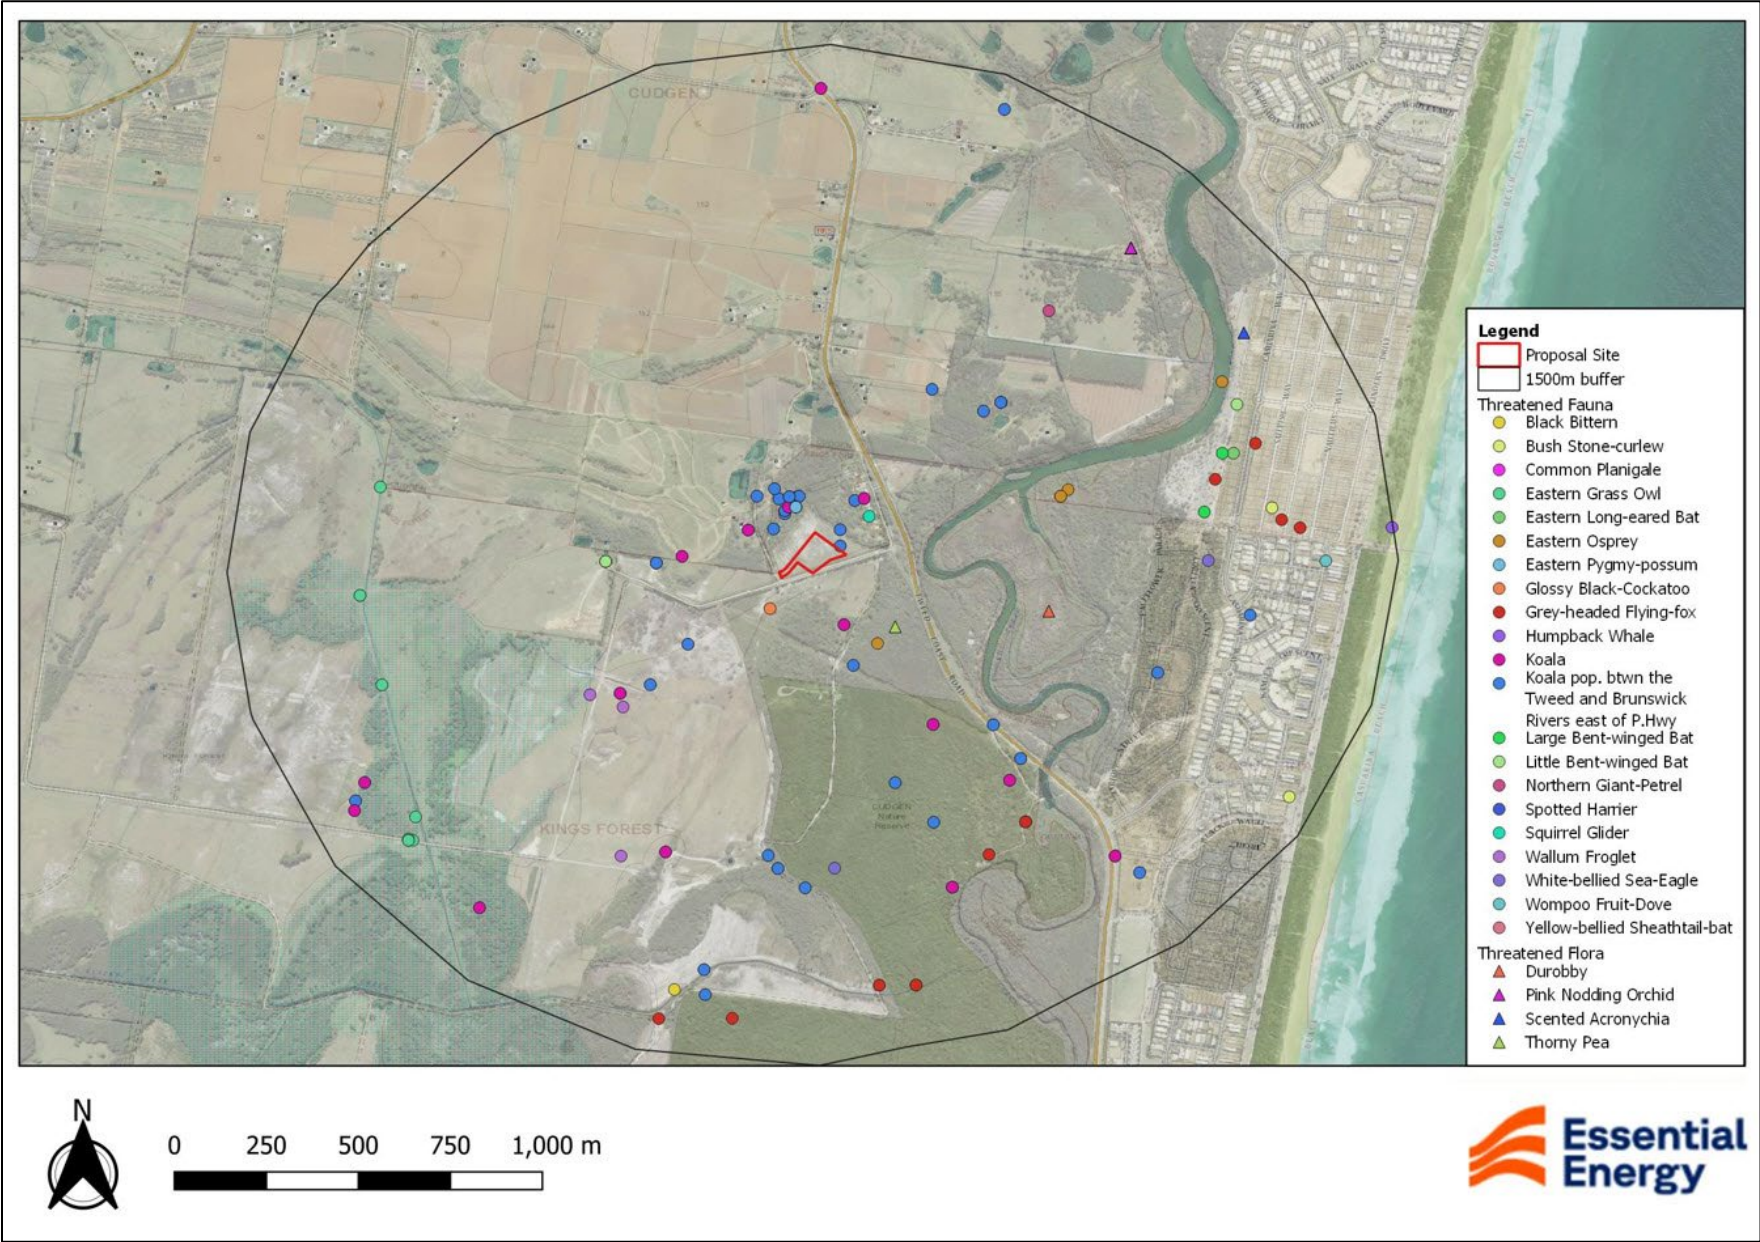 CUDGEN
KINGS FOREST
CUDGEN
Nature
Reserve
Legend
Proposal Site
1500m buffer
Threatened Fauna
Black Bittern
Bush Stone-curlew
Common Planigale
Eastern Grass Owl
Eastern Long-eared Bat
Eastern Osprey
Eastern Pygmy-possum
Glossy Black-Cockatoo
Grey-headed Flying-fox
Humpback Whale
Koala
Koala pop. btwn the
Tweed and Brunswick
Rivers east of P.Hwy
Large Bent-winged Bat
Little Bent-winged Bat
Northern Giant-Petrel
Spotted Harrier
Squirrel Glider
Wallum Froglet
White-bellied Sea-Eagle
Wompoo Fruit-Dove
Yellow-bellied Sheathtail-bat
Threatened Flora
Durobby
Pink Nodding Orchid
Scented Acronychia
Thorny Pea
N
0 250 500 750 1,000 m
Essential
Energy